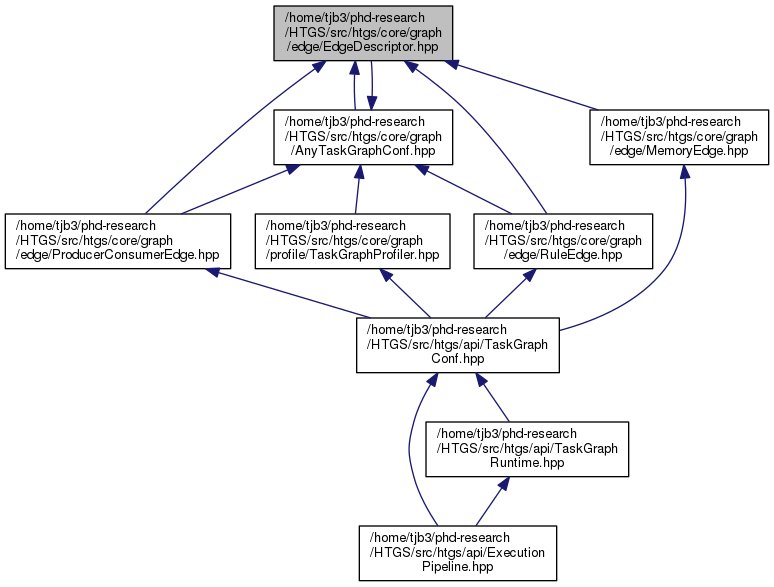 /home/tjb3/phd-research
/HTGS/src/htgs/core/graph
/edge/EdgeDescriptor.hpp
/home/tjb3/phd-research
/HTGS/src/htgs/core/graph
/AnyTaskGraphConf.hpp
/home/tjb3/phd-research
/HTGS/src/htgs/core/graph
/edge/MemoryEdge.hpp
/home/tjb3/phd-research
/HTGS/src/htgs/core/graph
/edge/ProducerConsumerEdge.hpp
/home/tjb3/phd-research
/HTGS/src/htgs/core/graph
/profile/TaskGraphProfiler.hpp
/home/tjb3/phd-research
/HTGS/src/htgs/core/graph
/edge/RuleEdge.hpp
/home/tjb3/phd-research
/HTGS/src/htgs/api/TaskGraph
Conf.hpp
/home/tjb3/phd-research
/HTGS/src/htgs/api/TaskGraph
Runtime.hpp
/home/tjb3/phd-research
/HTGS/src/htgs/api/Execution
Pipeline.hpp